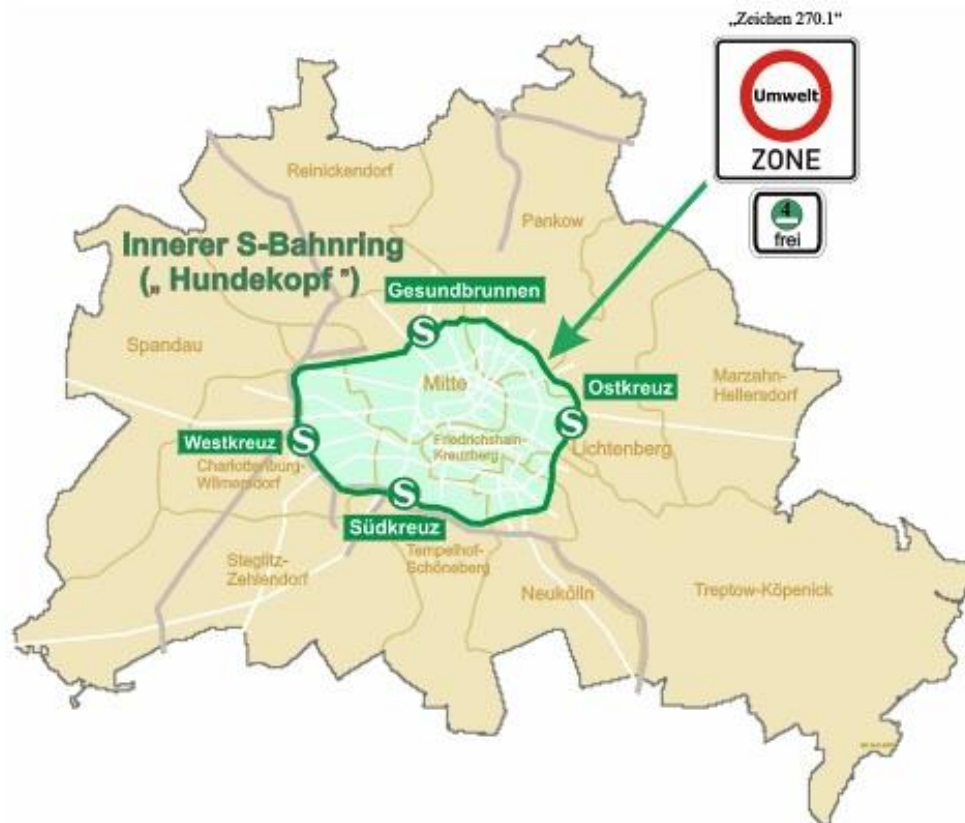 „Zeichen 270.1“
Umwelt
ZONE
4
frei
Reinickendorf
Pankow
Innerer S-Bahnring
(„ Hundekopf ”)
Gesundbrunnen
S
Spandau
Mitte
Ostkreuz
S
Marzahn-
Hellersdorf
Westkreuz
S
Friedrichshain-
Kreuzberg
Lichtenberg
Charlottenburg-
Wilmersdorf
S
Südkreuz
Steglitz-
Zehlendorf
Tempelhof-
Schöneberg
Neukölln
Treptow-Köpenick